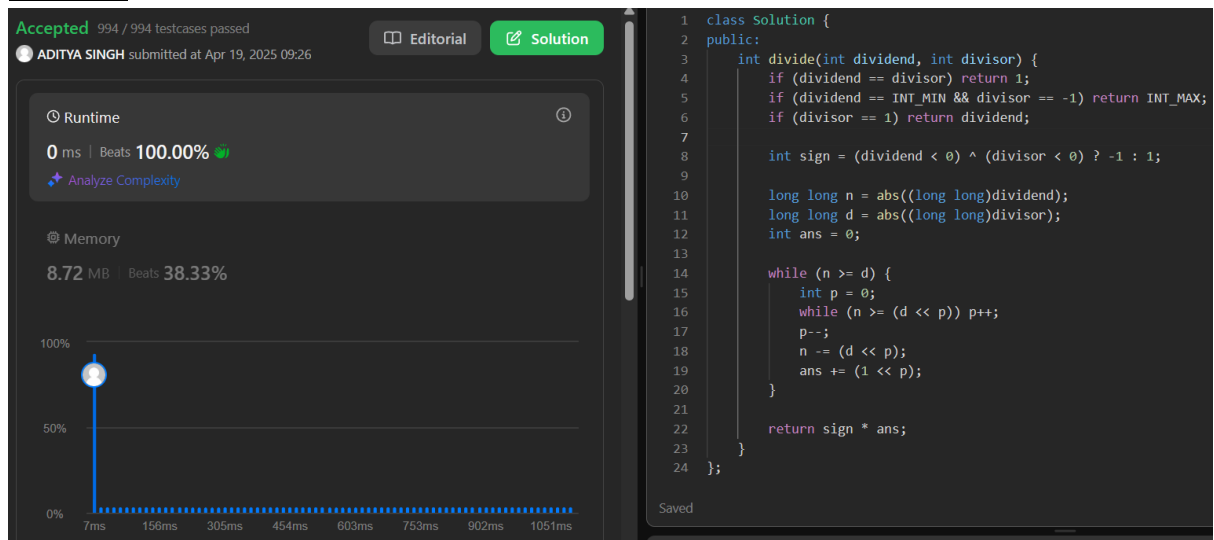 Accepted 994 / 994 testcases passed
ADITYA SINGH submitted at Apr 19, 2025 09:26
Editorial
Solution
Runtime
0 ms | Beats 100.00%
Analyze Complexity
Memory
8.72 MB | Beats 38.33%
100%
50%
0%
7ms 156ms 305ms 454ms 603ms 753ms 902ms 1051ms
1 class Solution {
2 public:
3     int divide(int dividend, int divisor) {
4         if (dividend == divisor) return 1;
5         if (dividend == INT_MIN && divisor == -1) return INT_MAX;
6         if (divisor == 1) return dividend;
7
8         int sign = (dividend < 0) ^ (divisor < 0) ? -1 : 1;
9
10         long long n = abs((long long)dividend);
11         long long d = abs((long long)divisor);
12         int ans = 0;
13
14         while (n >= d) {
15             int p = 0;
16             while (n >= (d << p)) p++;
17             p--;
18             n -= (d << p);
19             ans += (1 << p);
20         }
21
22         return sign * ans;
23     }
24 };
Saved